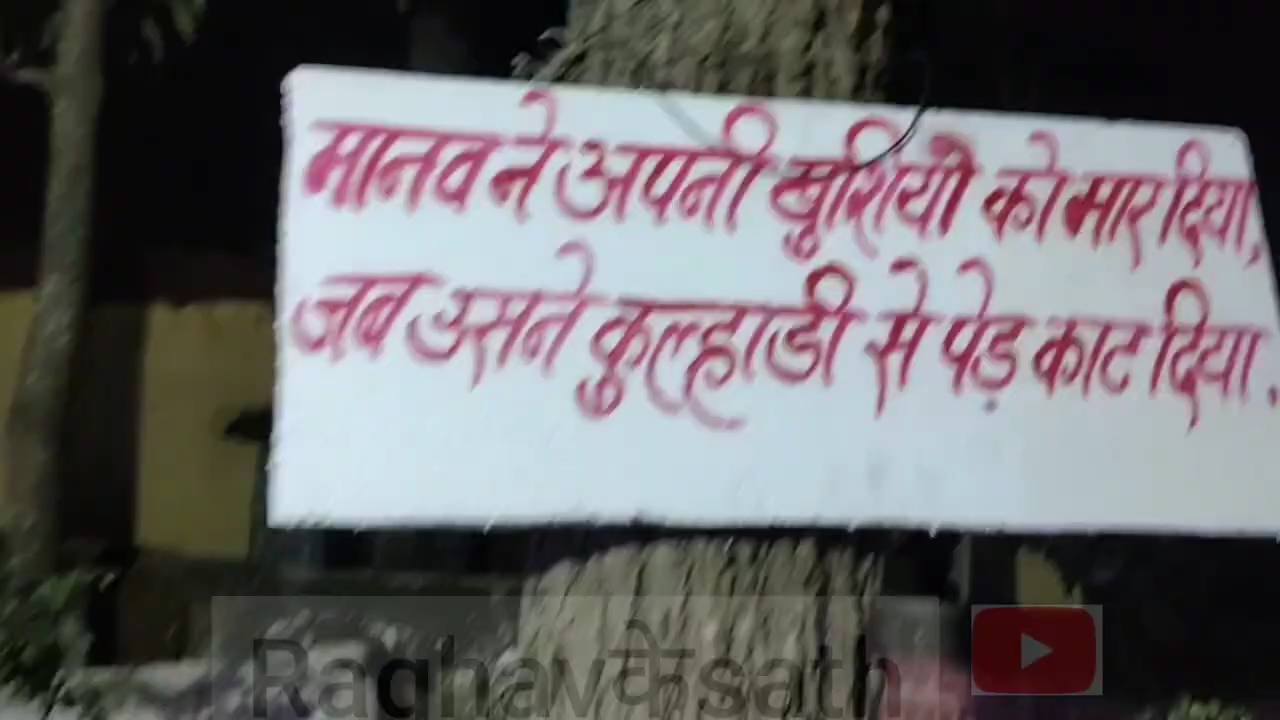 मानव ने अपनी खुशियों को मार दिया,
जब उसने कुल्हाडी से पेड़ काट दिया.
Raghavकेsath